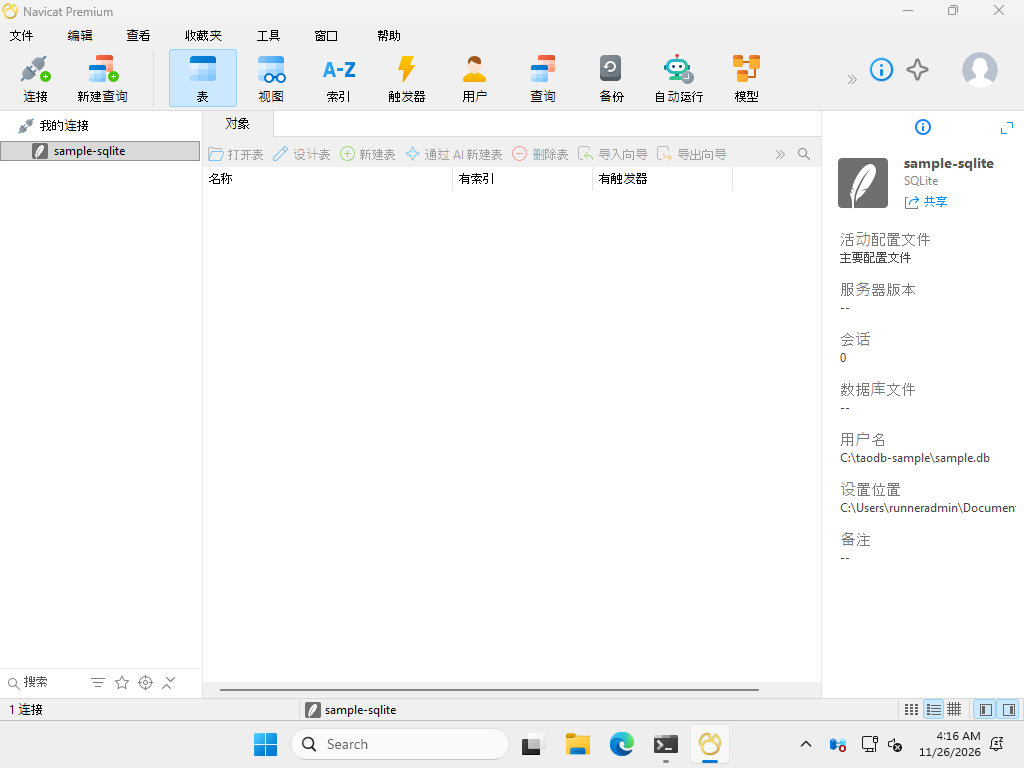 Navicat Premium
文件 编辑 查看 收藏夹 工具 窗口 帮助
连接 新建查询 表 视图 A-Z 索引 触发器 用户 查询 备份 自动运行 模型
我的连接
sample-sqlite
对象
打开表 设计表 新建表 通过 AI 新建表 删除表 导入向导 导出向导
名称 有索引 有触发器
sample-sqlite
SQLite
共享
活动配置文件
主要配置文件
服务器版本
--
会话
0
数据库文件
--
用户名
C:\taodb-sample\sample.db
设置位置
C:\Users\runneradmin\Documen
备注
--
搜索
1 连接 sample-sqlite
Search
4:16 AM
11/26/2026